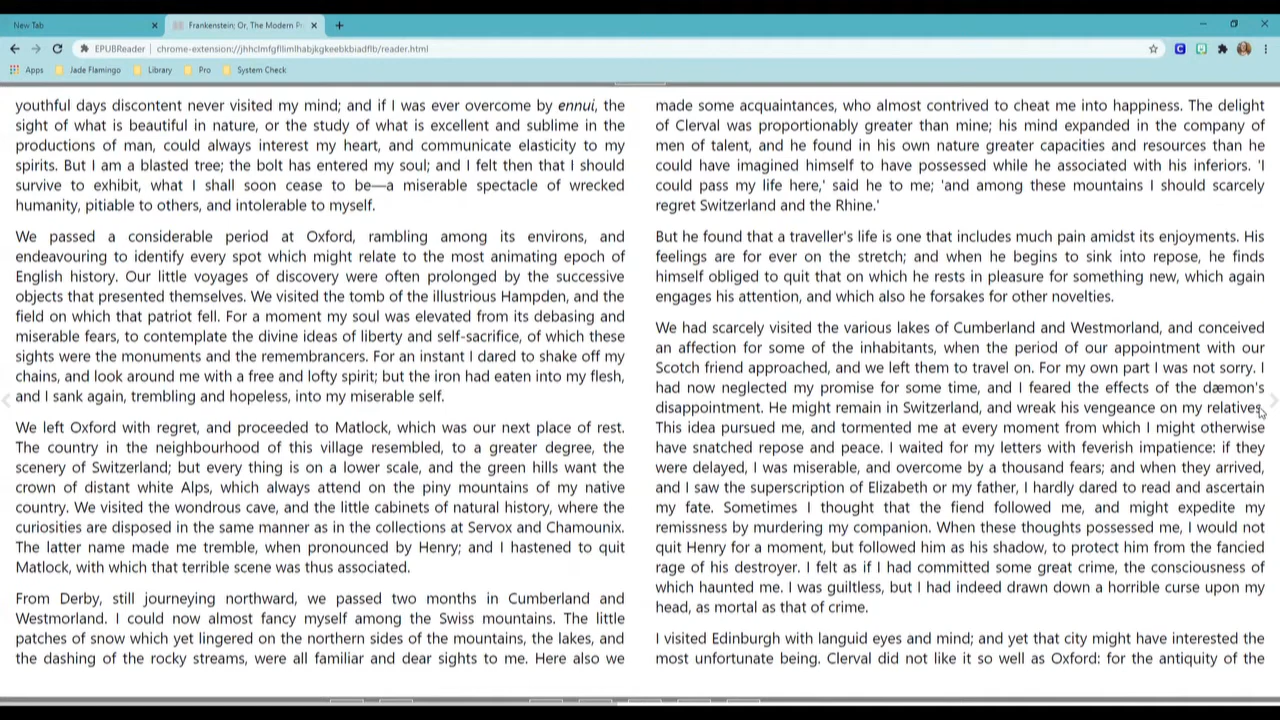 New Tab
Frankenstein; Or, The Modern Pr
EPUBReader
chrome-extension://jhhclmfgfllimlhabjkgkeebkbiadflb/reader.html
Apps
Jade Flamingo
Library
Pro
System Check
youthful days discontent never visited my mind; and if I was ever overcome by ennui, the
sight of what is beautiful in nature, or the study of what is excellent and sublime in the
productions of man, could always interest my heart, and communicate elasticity to my
spirits. But I am a blasted tree; the bolt has entered my soul; and I felt then that I should
survive to exhibit, what I shall soon cease to be—a miserable spectacle of wrecked
humanity, pitiable to others, and intolerable to myself.
We passed a considerable period at Oxford, rambling among its environs, and
endeavouring to identify every spot which might relate to the most animating epoch of
English history. Our little voyages of discovery were often prolonged by the successive
objects that presented themselves. We visited the tomb of the illustrious Hampden, and the
field on which that patriot fell. For a moment my soul was elevated from its debasing and
miserable fears, to contemplate the divine ideas of liberty and self-sacrifice, of which these
sights were the monuments and the remembrancers. For an instant I dared to shake off my
chains, and look around me with a free and lofty spirit; but the iron had eaten into my flesh,
and I sank again, trembling and hopeless, into my miserable self.
We left Oxford with regret, and proceeded to Matlock, which was our next place of rest.
The country in the neighbourhood of this village resembled, to a greater degree, the
scenery of Switzerland; but every thing is on a lower scale, and the green hills want the
crown of distant white Alps, which always attend on the piny mountains of my native
country. We visited the wondrous cave, and the little cabinets of natural history, where the
curiosities are disposed in the same manner as in the collections at Servox and Chamounix.
The latter name made me tremble, when pronounced by Henry; and I hastened to quit
Matlock, with which that terrible scene was thus associated.
From Derby, still journeying northward, we passed two months in Cumberland and
Westmorland. I could now almost fancy myself among the Swiss mountains. The little
patches of snow which yet lingered on the northern sides of the mountains, the lakes, and
the dashing of the rocky streams, were all familiar and dear sights to me. Here also we
made some acquaintances, who almost contrived to cheat me into happiness. The delight
of Clerval was proportionably greater than mine; his mind expanded in the company of
men of talent, and he found in his own nature greater capacities and resources than he
could have imagined himself to have possessed while he associated with his inferiors. 'I
could pass my life here,' said he to me; 'and among these mountains I should scarcely
regret Switzerland and the Rhine.'
But he found that a traveller's life is one that includes much pain amidst its enjoyments. His
feelings are for ever on the stretch; and when he begins to sink into repose, he finds
himself obliged to quit that on which he rests in pleasure for something new, which again
engages his attention, and which also he forsakes for other novelties.
We had scarcely visited the various lakes of Cumberland and Westmorland, and conceived
an affection for some of the inhabitants, when the period of our appointment with our
Scotch friend approached, and we left them to travel on. For my own part I was not sorry. I
had now neglected my promise for some time, and I feared the effects of the dæmon's
disappointment. He might remain in Switzerland, and wreak his vengeance on my relatives.
This idea pursued me, and tormented me at every moment from which I might otherwise
have snatched repose and peace. I waited for my letters with feverish impatience: if they
were delayed, I was miserable, and overcome by a thousand fears; and when they arrived,
and I saw the superscription of Elizabeth or my father, I hardly dared to read and ascertain
my fate. Sometimes I thought that the fiend followed me, and might expedite my
remissness by murdering my companion. When these thoughts possessed me, I would not
quit Henry for a moment, but followed him as his shadow, to protect him from the fancied
rage of his destroyer. I felt as if I had committed some great crime, the consciousness of
which haunted me. I was guiltless, but I had indeed drawn down a horrible curse upon my
head, as mortal as that of crime.
I visited Edinburgh with languid eyes and mind; and yet that city might have interested the
most unfortunate being. Clerval did not like it so well as Oxford: for the antiquity of the